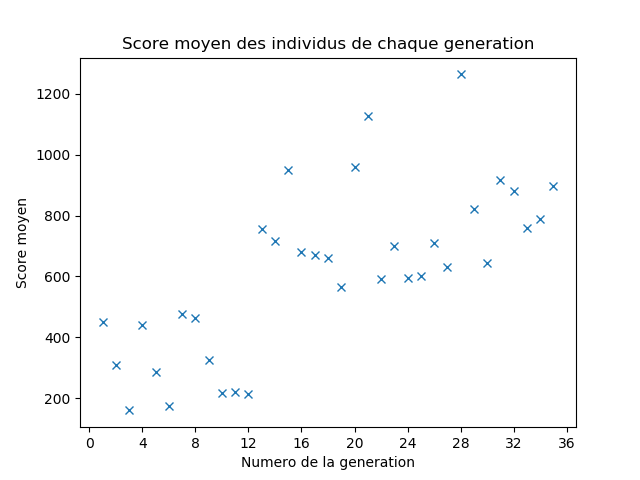 Score moyen des individus de chaque generation
Score moyen
1200
1000
800
600
400
200
0 4 8 12 16 20 24 28 32 36
Numero de la generation